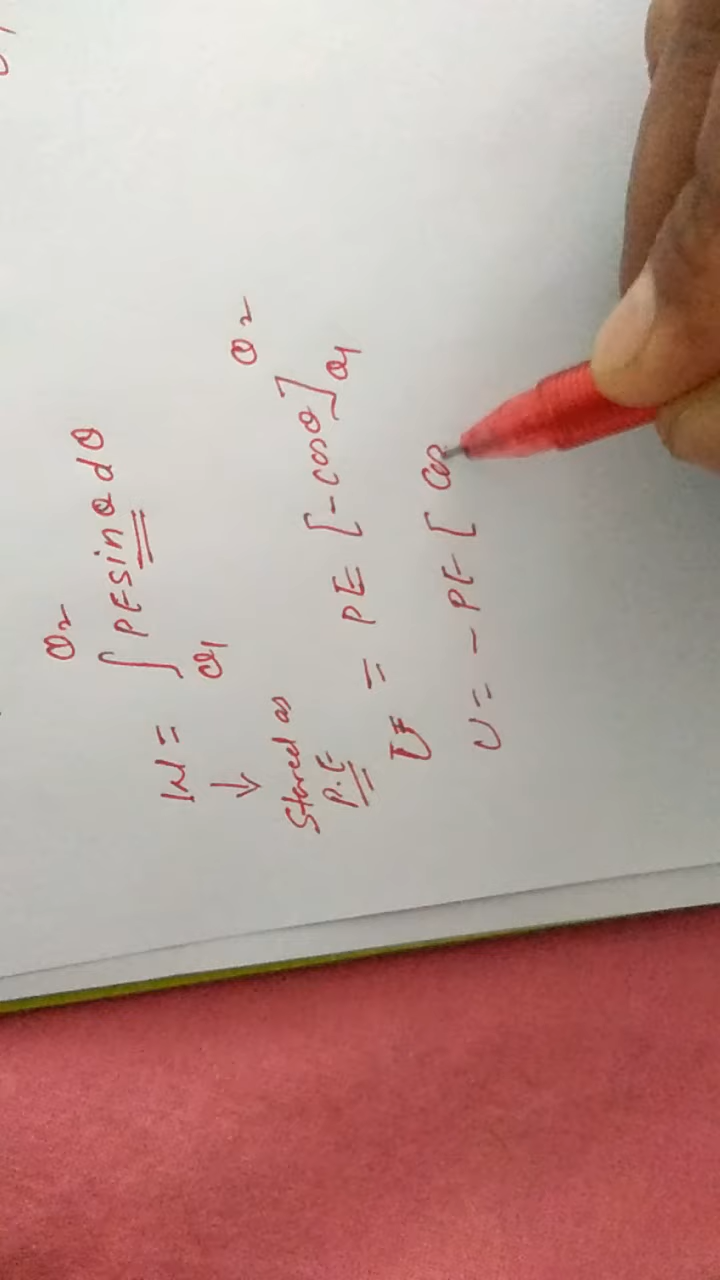 W = ∫ PE sinθ dθ θ₂ θ₁
↓
Stored as
P.E
U = PE [-cosθ] θ₂ θ₁
U = - PE [ cos